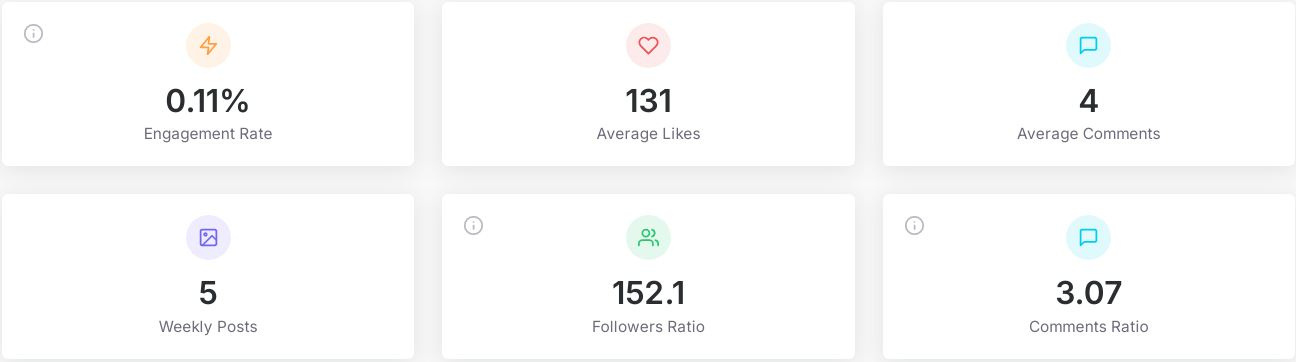 0.11%
Engagement Rate
131
Average Likes
4
Average Comments
5
Weekly Posts
152.1
Followers Ratio
3.07
Comments Ratio